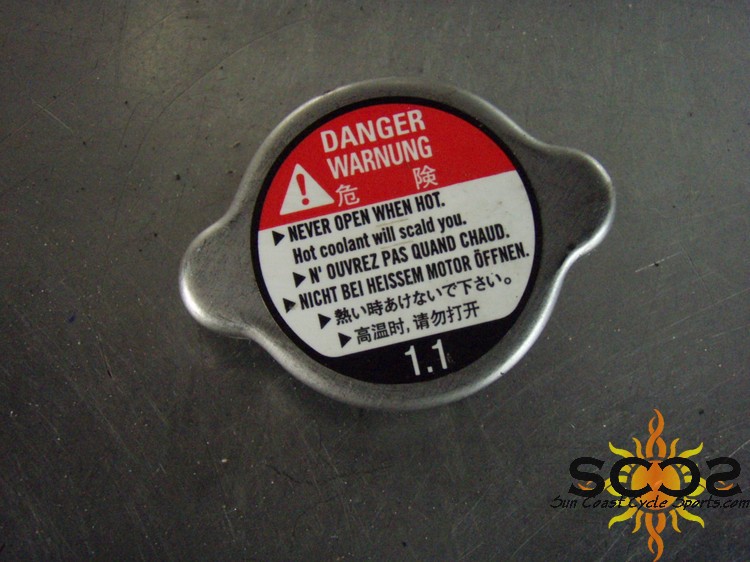 DANGER
WARNUNG
危 険
▶ NEVER OPEN WHEN HOT.
Hot coolant will scald you.
▶ N' OUVREZ PAS QUAND CHAUD.
▶ NICHT BEI HEISSEM MOTOR ÖFFNEN.
▶ 熱い時あけないで下さい。
▶ 高温时,请勿打开
1.1
SCCS
Sun Coast Cycle Sports.com